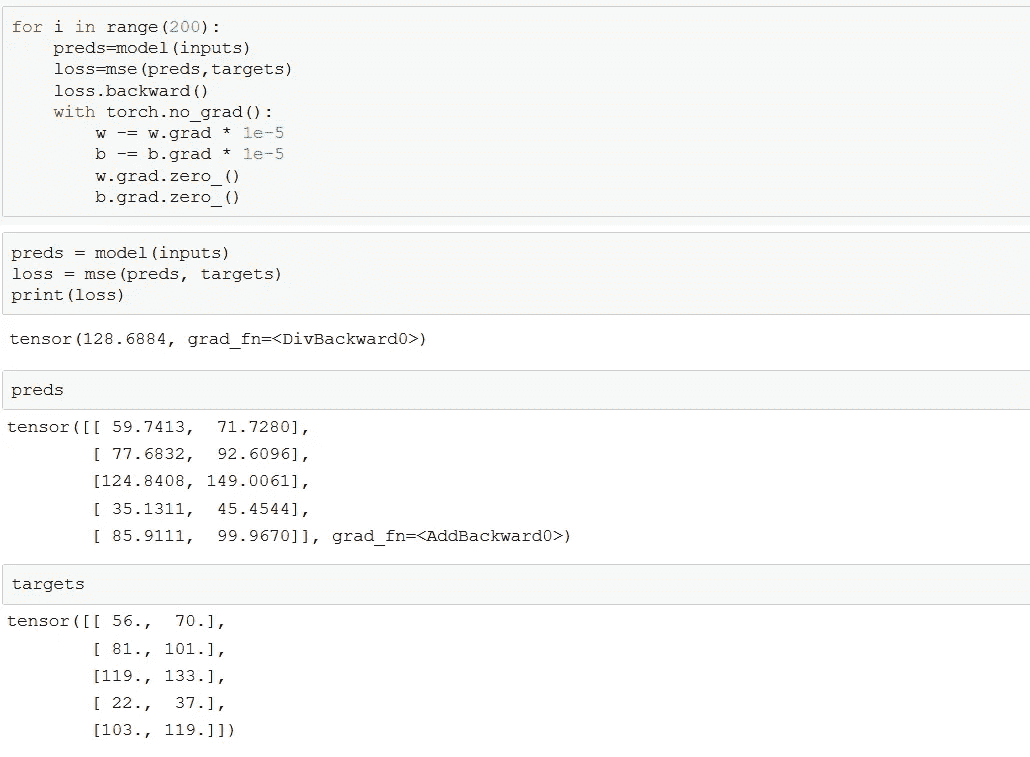 for i in range(200):
    preds=model(inputs)
    loss=mse(preds,targets)
    loss.backward()
    with torch.no_grad():
        w -= w.grad * 1e-5
        b -= b.grad * 1e-5
        w.grad.zero_()
        b.grad.zero_()
preds = model(inputs)
loss = mse(preds, targets)
print(loss)
tensor(128.6884, grad_fn=<DivBackward0>)
preds
tensor([[ 59.7413,  71.7280],
        [ 77.6832,  92.6096],
        [124.8408, 149.0061],
        [ 35.1311,  45.4544],
        [ 85.9111,  99.9670]], grad_fn=<AddBackward0>)
targets
tensor([[ 56.,  70.],
        [ 81., 101.],
        [119., 133.],
        [ 22.,  37.],
        [103., 119.]])